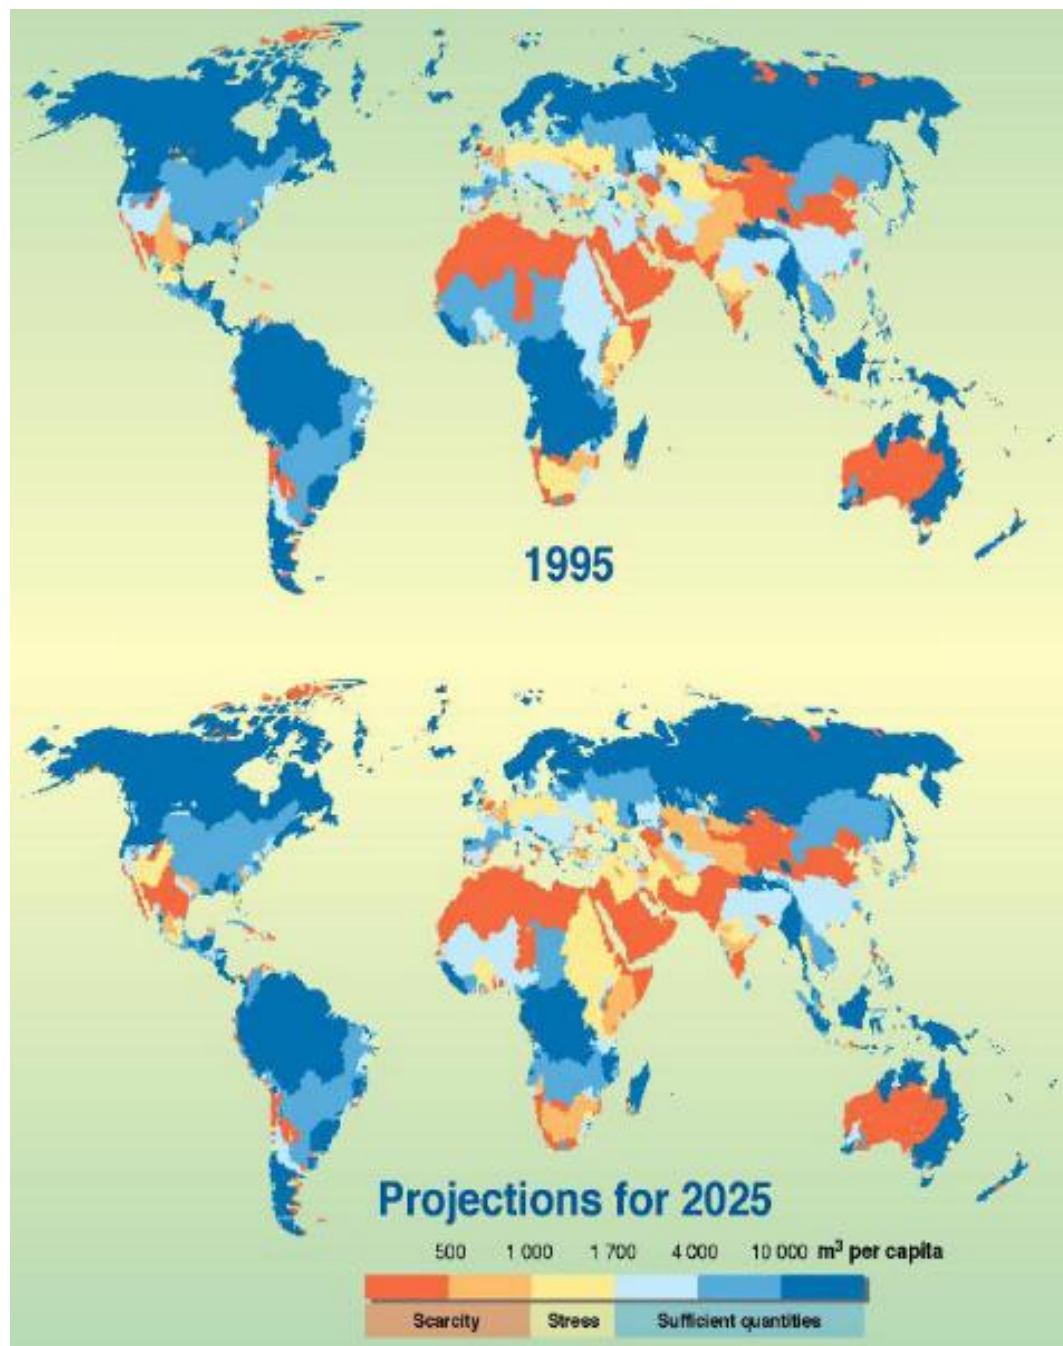 1995
Projections for 2025
500 1 000 1 700 4 000 10 000 m³ per capita
Scarcity Stress Sufficient quantities